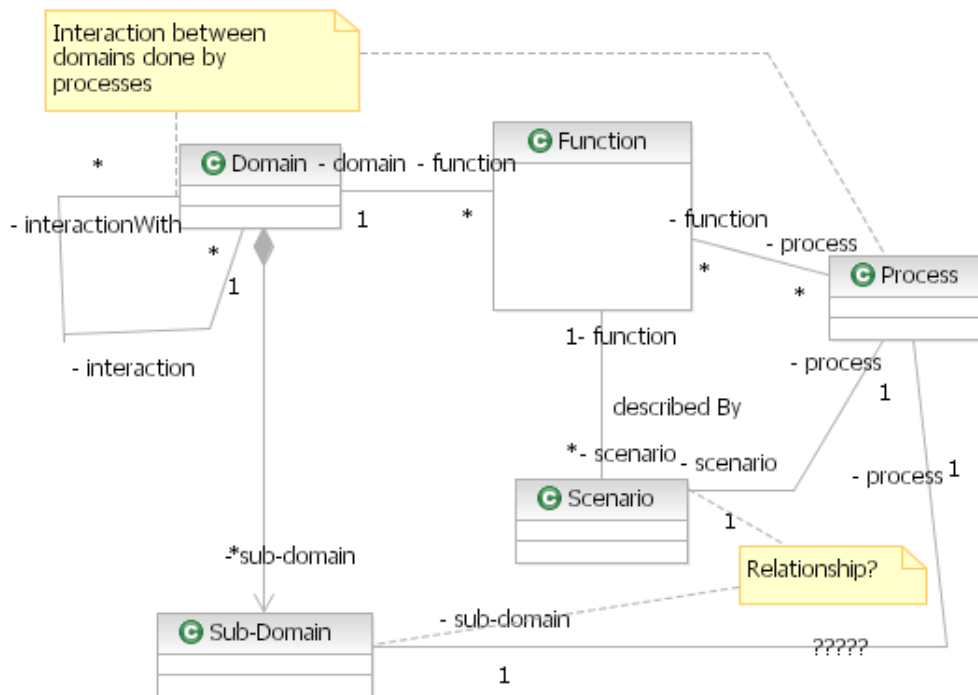 Interaction between
domains done by
processes
C Domain
- domain
- function
C Function
*
- interactionWith
*
1
1
*
- function
- process
*
*
C Process
- interaction
1- function
- process
1
described By
*- scenario
- scenario
- process
1
C Scenario
1
Relationship?
-*sub-domain
- sub-domain
C Sub-Domain
?????
1